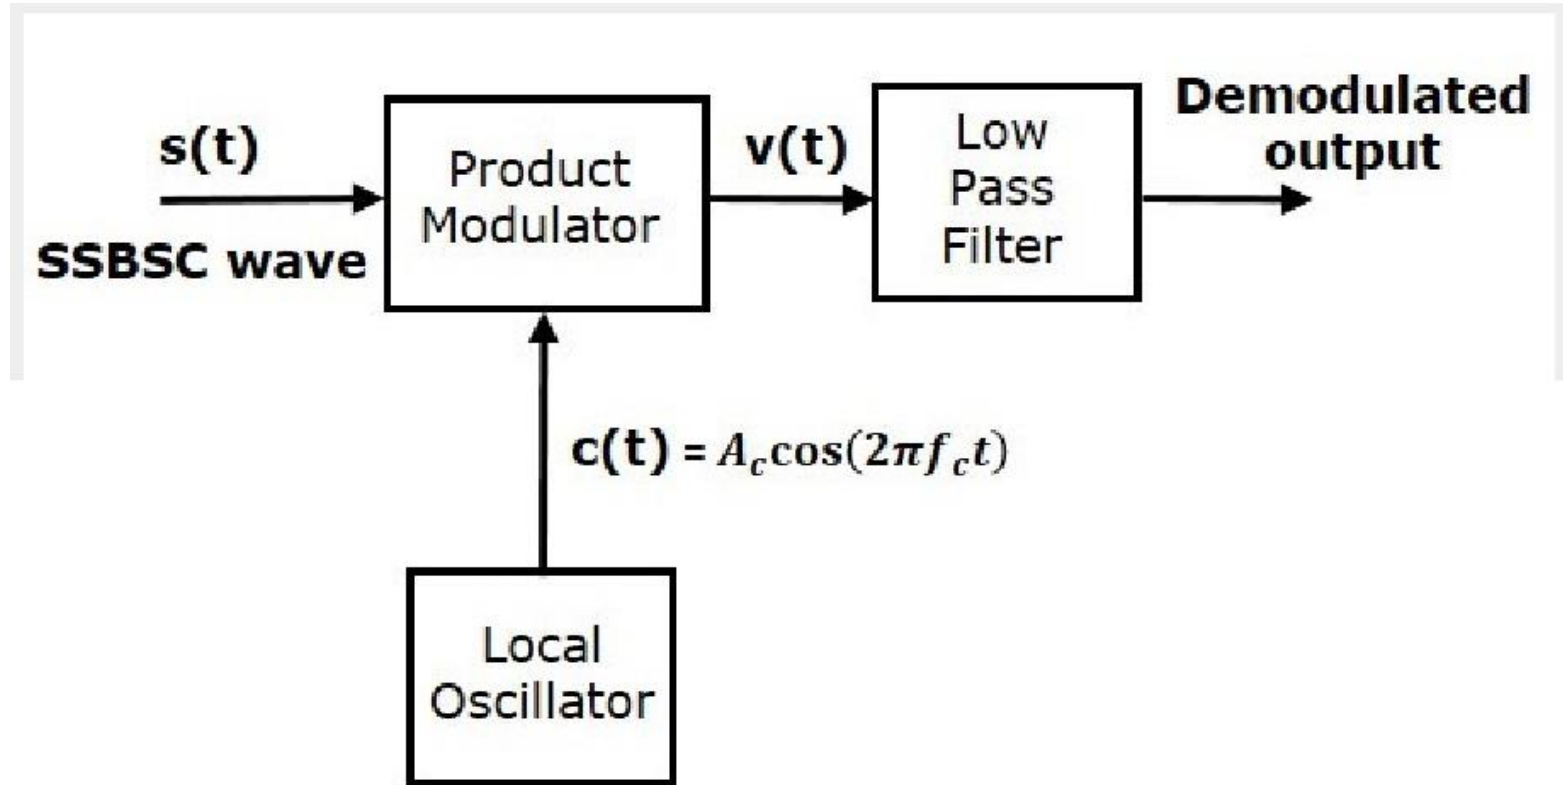 s(t)
SSBSC wave
Product
Modulator
v(t)
Low
Pass
Filter
Demodulated
output
c(t) = A_c cos(2πf_c t)
Local
Oscillator